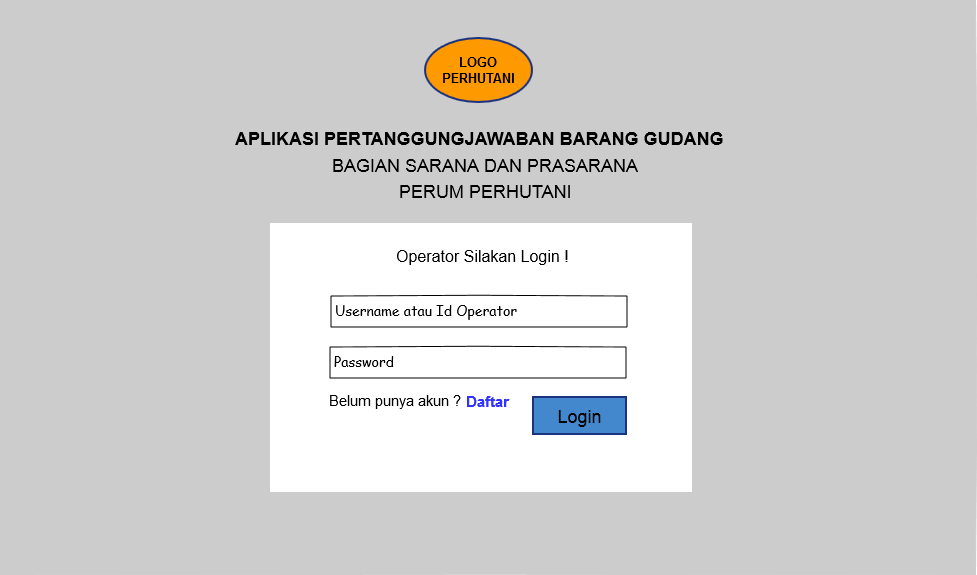 LOGO
PERHUTANI
APLIKASI PERTANGGUNGJAWABAN BARANG GUDANG
BAGIAN SARANA DAN PRASARANA
PERUM PERHUTANI
Operator Silakan Login !
Username atau Id Operator
Password
Belum punya akun ? Daftar
Login